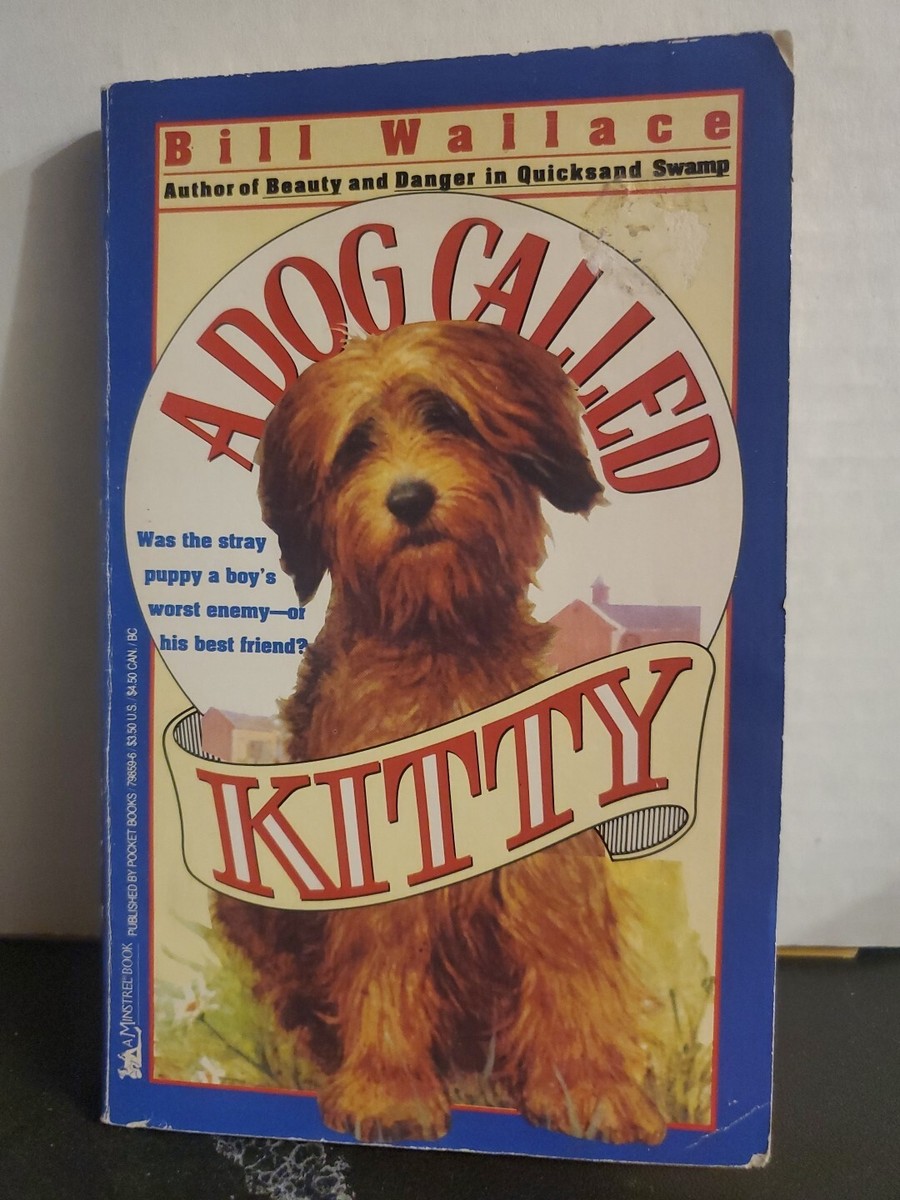 Bill Wallace
Author of Beauty and Danger in Quicksand Swamp
A DOG CALLED
Was the stray
puppy a boy's
worst enemy—or
his best friend?
KITTY
A MINSTREL® BOOK PUBLISHED BY POCKET BOOKS 79859-6 / $3.50 U.S. / $4.50 CAN. / BC